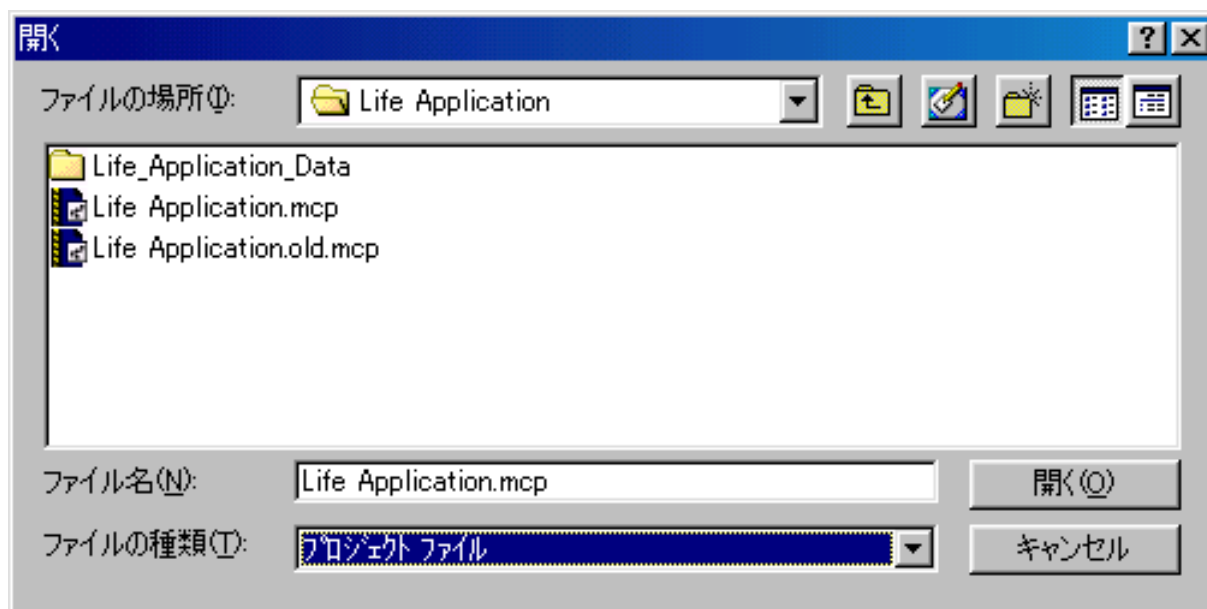 開く
ファイルの場所(I):
Life Application
Life_Application_Data
Life Application.mcp
Life Application.old.mcp
ファイル名(N):
Life Application.mcp
開く(O)
ファイルの種類(T):
プロジェクト ファイル
キャンセル